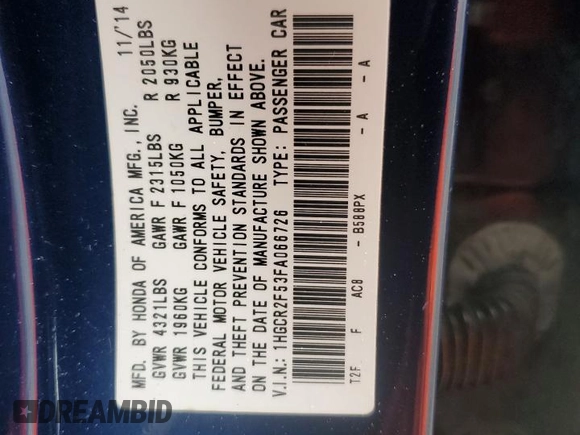 MFD. BY HONDA OF AMERICA MFG., INC. 11/'14
GVWR 4321LBS GAWR F 2315LBS R 2050LBS
GVWR 1960KG GAWR F 1050KG R 930KG
THIS VEHICLE CONFORMS TO ALL APPLICABLE
FEDERAL MOTOR VEHICLE SAFETY, BUMPER,
AND THEFT PREVENTION STANDARDS IN EFFECT
ON THE DATE OF MANUFACTURE SHOWN ABOVE.
V.I.N.: 1HGCR2F53FA066726 TYPE: PASSENGER CAR
T2F F AC8 - B588PX - A - A
DREAMBID